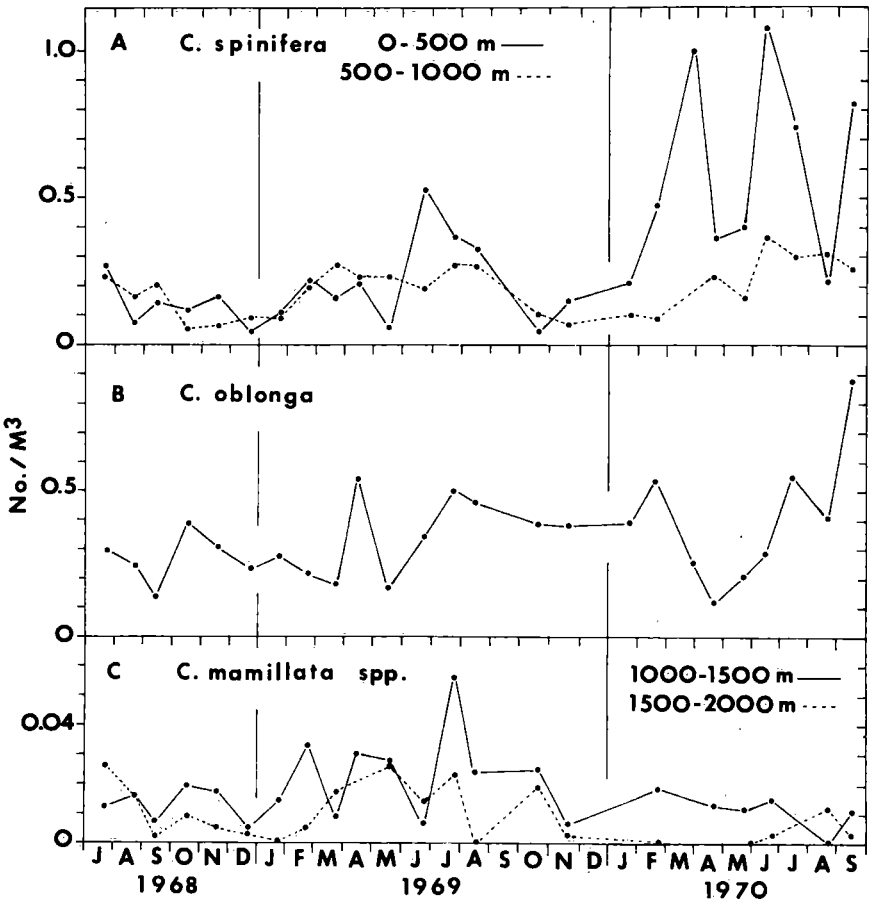 A C. spinifera 0-500 m
500-1000 m
1.0
0.5
0
B C. oblonga
No./M³
0.5
0
C C. mamillata spp. 1000-1500 m
1500-2000 m
0.04
0
J A S O N D J F M A M J J A S O N D J F M A M J J A S
1968 1969 1970